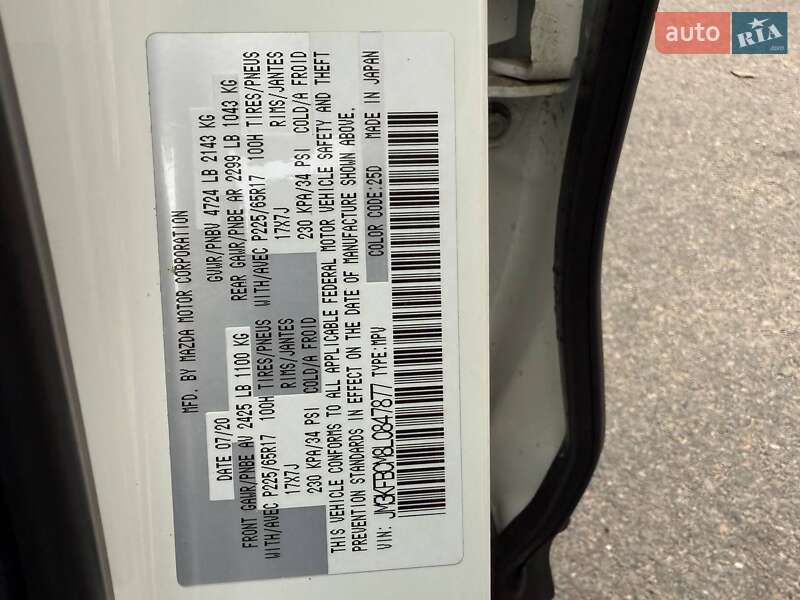 MFD. BY MAZDA MOTOR CORPORATION
DATE 07/20 GVWR/PNBV 4724 LB 2143 KG
FRONT GAWR/PNBE AV 2425 LB 1100 KG REAR GAWR/PNBE AR 2299 LB 1043 KG
WITH/AVEC P225/65R17 100H TIRES/PNEUS WITH/AVEC P225/65R17 100H TIRES/PNEUS
17X7J RIMS/JANTES 17X7J RIMS/JANTES
230 KPA/34 PSI COLD/A FROID 230 KPA/34 PSI COLD/A FROID
THIS VEHICLE CONFORMS TO ALL APPLICABLE FEDERAL MOTOR VEHICLE SAFETY AND THEFT
PREVENTION STANDARDS IN EFFECT ON THE DATE OF MANUFACTURE SHOWN ABOVE.
VIN: JM3KFBCM8L0847877 TYPE:MPV COLOR CODE:25D MADE IN JAPAN
auto RIA
.com